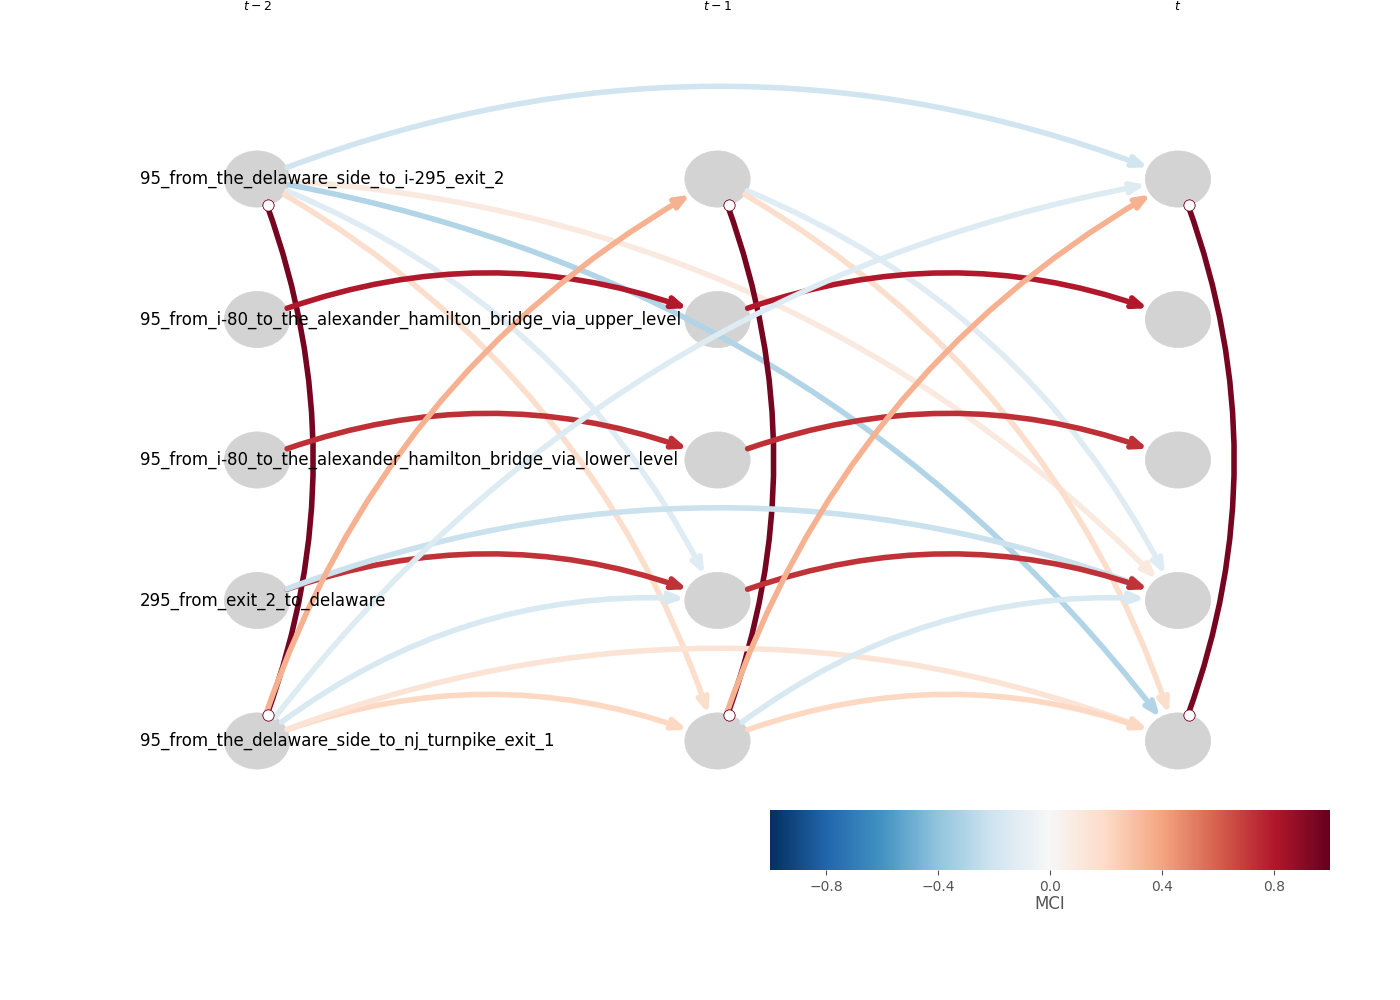 t − 2 t − 1 t
95_from_the_delaware_side_to_i-295_exit_2
95_from_i-80_to_the_alexander_hamilton_bridge_via_upper_level
95_from_i-80_to_the_alexander_hamilton_bridge_via_lower_level
295_from_exit_2_to_delaware
95_from_the_delaware_side_to_nj_turnpike_exit_1
−0.8 −0.4 0.0 0.4 0.8
MCI